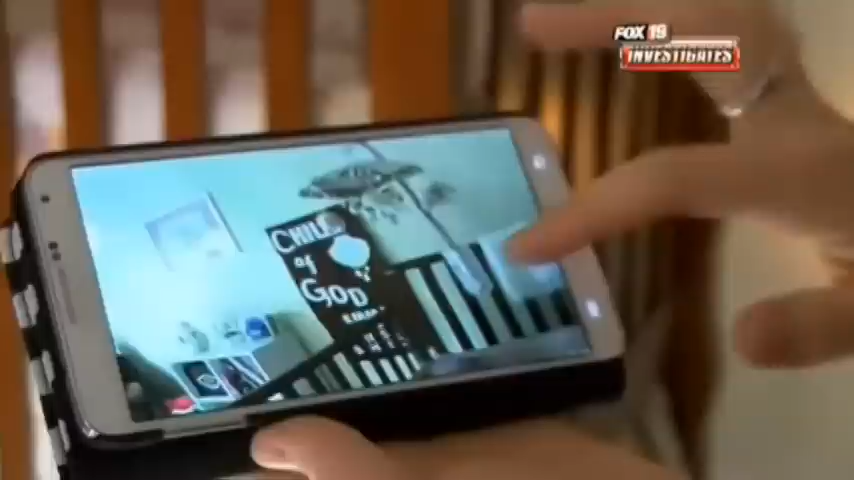 FOX 19
INVESTIGATES
CHILD
of
GOD